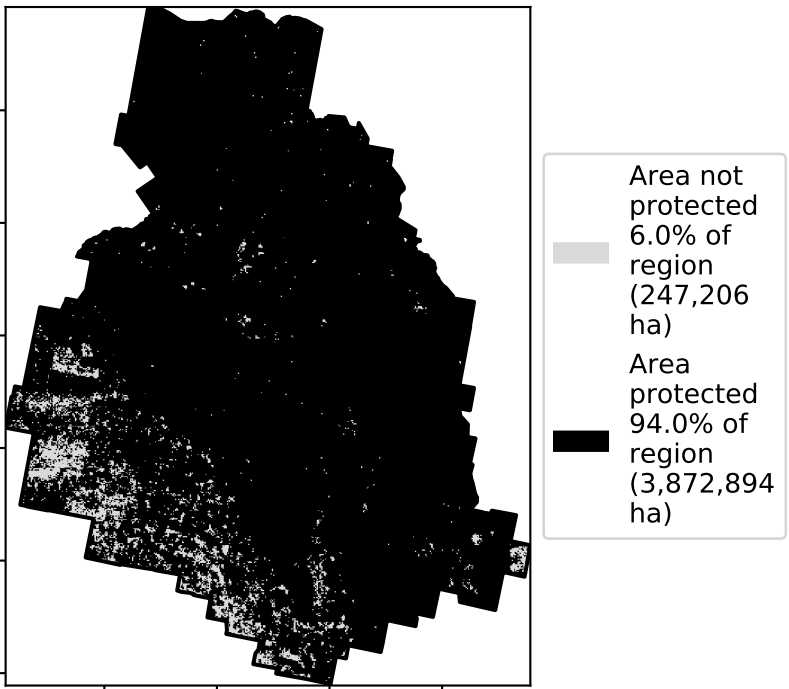 Area not
protected
6.0% of
region
(247,206
ha)
Area
protected
94.0% of
region
(3,872,894
ha)